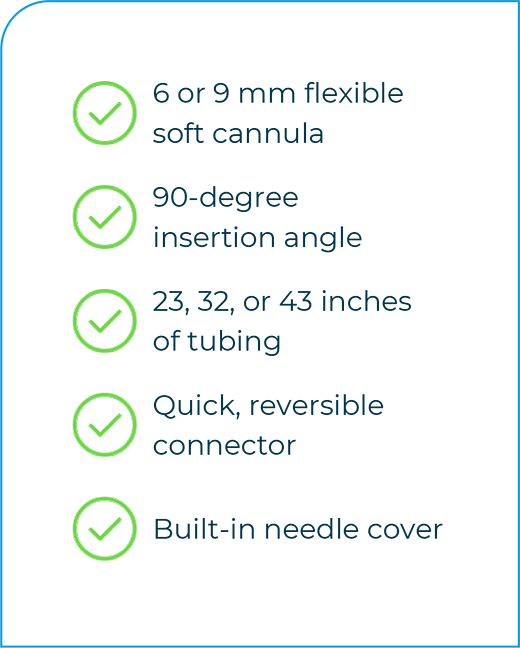 6 or 9 mm flexible
soft cannula
90-degree
insertion angle
23, 32, or 43 inches
of tubing
Quick, reversible
connector
Built-in needle cover